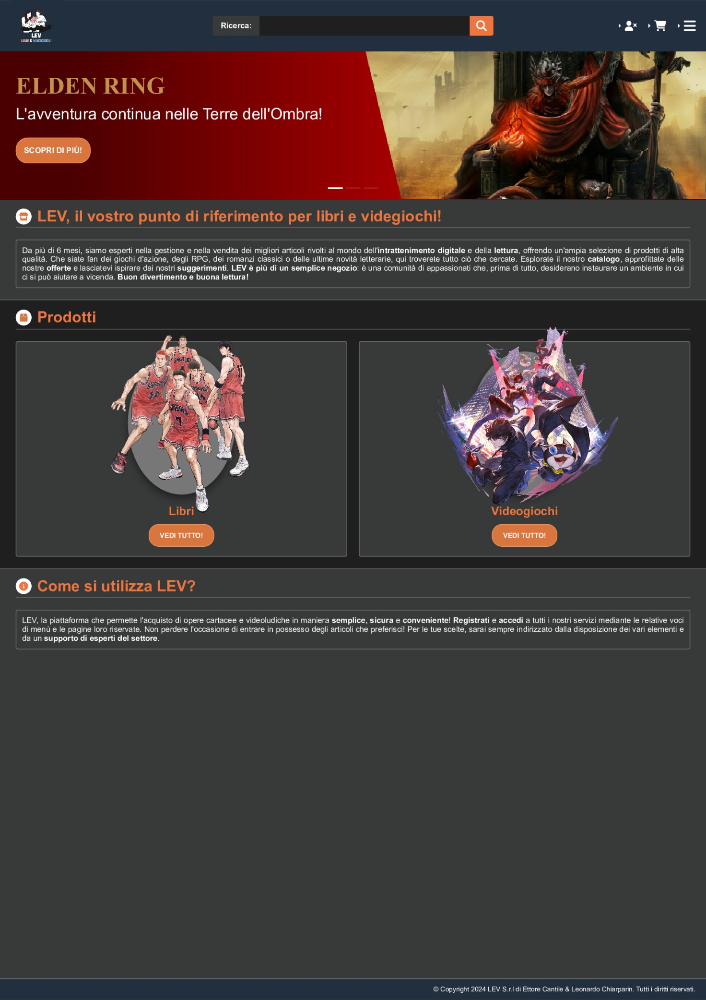 LEV
LIBRI & VIDEOGIOCHI
Ricerca:
ELDEN RING
L'avventura continua nelle Terre dell'Ombra!
SCOPRI DI PIÙ!
LEV, il vostro punto di riferimento per libri e videgiochi!
Da più di 6 mesi, siamo esperti nella gestione e nella vendita dei migliori articoli rivolti al mondo dell'intrattenimento digitale e della lettura, offrendo un'ampia selezione di prodotti di alta
qualità. Che siate fan dei giochi d'azione, degli RPG, dei romanzi classici o delle ultime novità letterarie, qui troverete tutto ciò che cercate. Esplorate il nostro catalogo, approfittate delle
nostre offerte e lasciatevi ispirare dai nostri suggerimenti. LEV è più di un semplice negozio: è una comunità di appassionati che, prima di tutto, desiderano instaurare un ambiente in cui
ci si può aiutare a vicenda. Buon divertimento e buona lettura!
Prodotti
Libri
VEDI TUTTO!
Videogiochi
VEDI TUTTO!
Come si utilizza LEV?
LEV, la piattaforma che permette l'acquisto di opere cartacee e videoludiche in maniera semplice, sicura e conveniente! Registrati e accedi a tutti i nostri servizi mediante le relative voci
di menù e le pagine loro riservate. Non perdere l'occasione di entrare in possesso degli articoli che preferisci! Per le tue scelte, sarai sempre indirizzato dalla disposizione dei vari elementi e
da un supporto di esperti del settore.
© Copyright 2024 LEV S.r.l di Ettore Cantile & Leonardo Chiarparin. Tutti i diritti riservati.